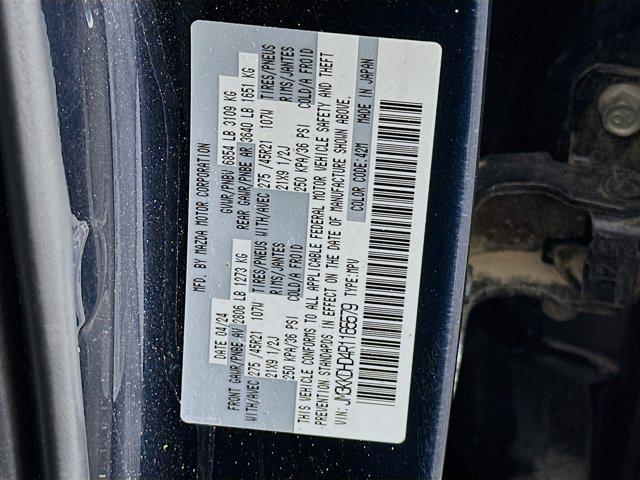 MFD. BY MAZDA MOTOR CORPORATION
DATE 04/24 GVWR/PNBV 6854 LB 3109 KG
FRONT GAWR/PNBE AV 2806 LB 1273 KG REAR GAWR/PNBE AR 3640 LB 1651 KG
WITH/AVEC 275 /45R21 107W TIRES/PNEUS WITH/AVEC 275 /45R21 107W TIRES/PNEUS
21X9 1/2J RIMS/JANTES 21X9 1/2J RIMS/JANTES
250 KPA/36 PSI COLD/A FROID 250 KPA/36 PSI COLD/A FROID
THIS VEHICLE CONFORMS TO ALL APPLICABLE FEDERAL MOTOR VEHICLE SAFETY AND THEFT
PREVENTION STANDARDS IN EFFECT ON THE DATE OF MANUFACTURE SHOWN ABOVE.
VIN: JM3KKDHD4R1165579 TYPE:MPV COLOR CODE:42M MADE IN JAPAN